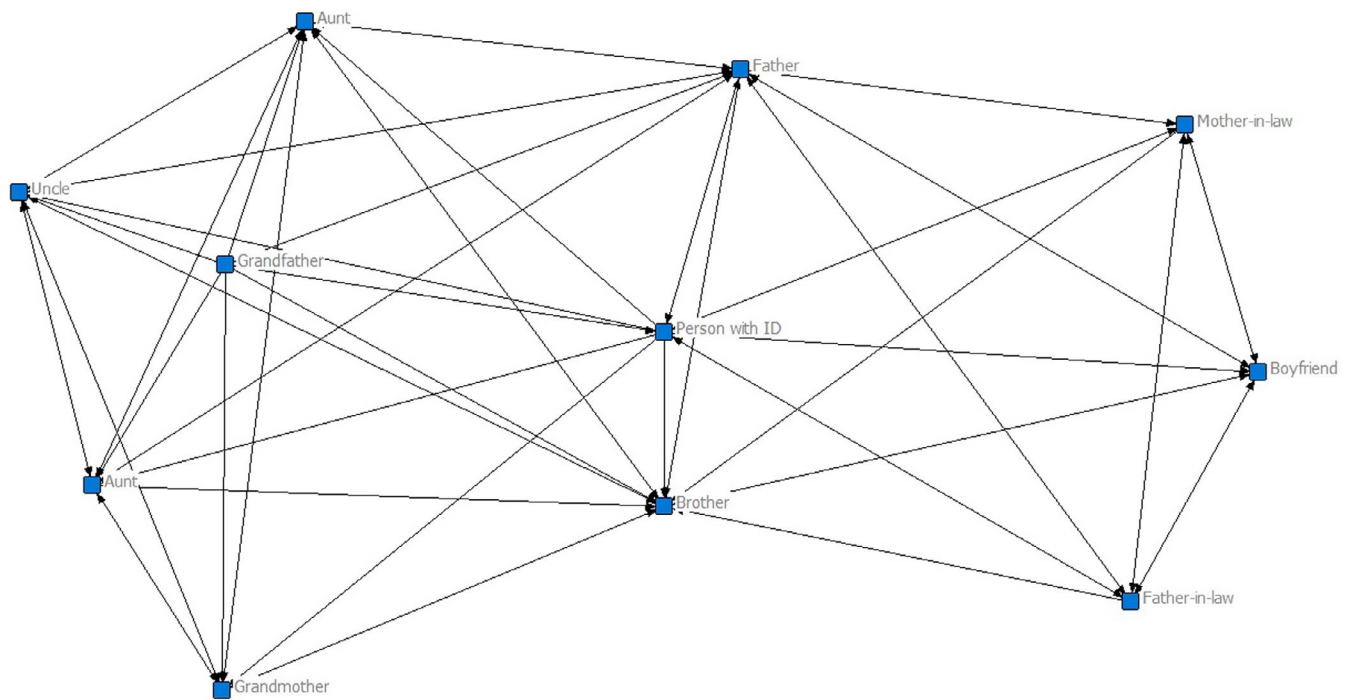 Aunt
Father
Mother-in-law
Uncle
Grandfather
Person with ID
Boyfriend
Aunt
Brother
Father-in-law
Grandmother